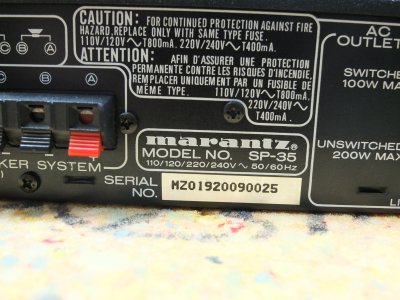 CAUTION: FOR CONTINUED PROTECTION AGAINST FIRE
HAZARD, REPLACE ONLY WITH SAME TYPE FUSE.
110V/120V~T800mA. 220V/240V~T400mA.
ATTENTION: AFIN D'ASSURER UNE PROTECTION
PERMANENTE CONTRE LES RISQUES D'INCENDIE,
REMPLACER UNIQUEMENT PAR UN FUSIBLE DE
MÊME TYPE. 110V/120V~T800mA.
220V/240V~
T400mA.
AC
OUTLET
SWITCHED
100W MAX
UNSWITCHED
200W MAX
C B A
B A
KER SYSTEM
marantz
MODEL NO. SP-35
110/120/220/240V~50/60Hz
SERIAL
NO.
MZ01920090025